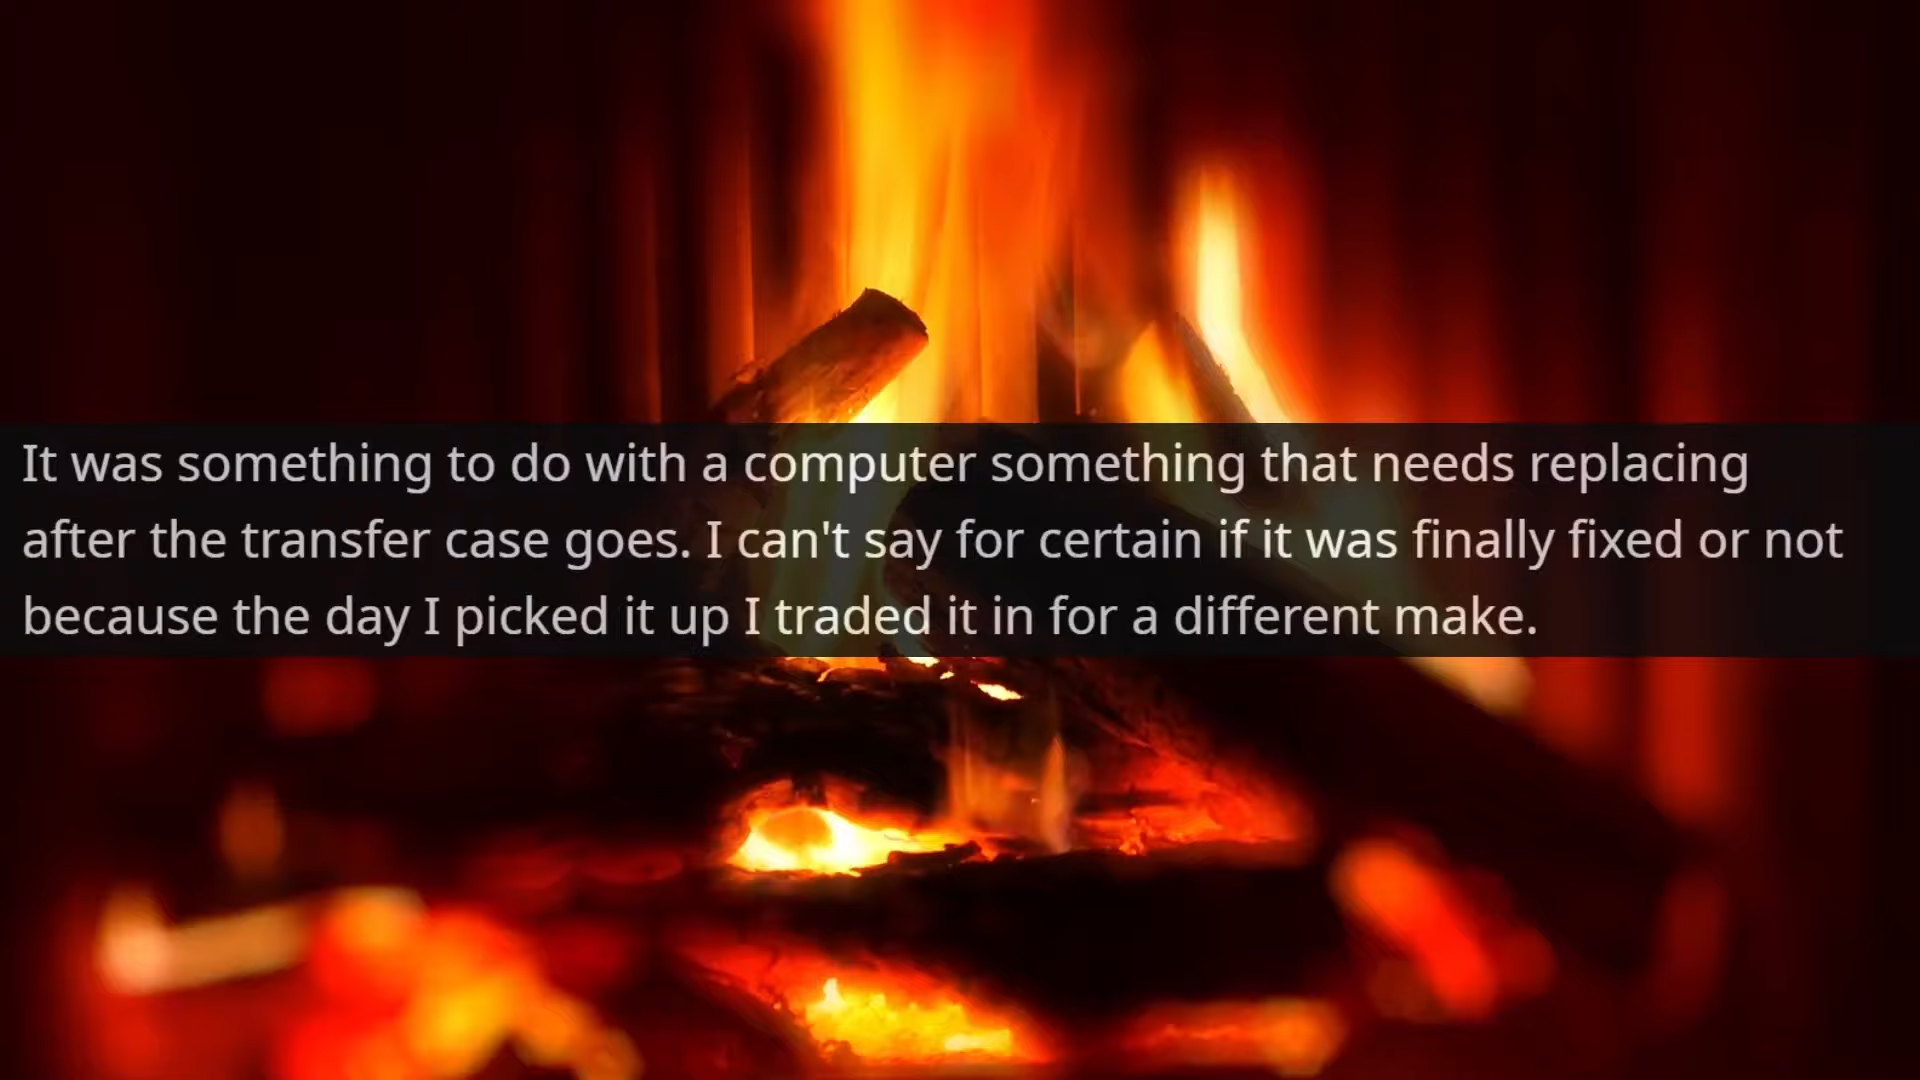 It was something to do with a computer something that needs replacing
after the transfer case goes. I can't say for certain if it was finally fixed or not
because the day I picked it up I traded it in for a different make.